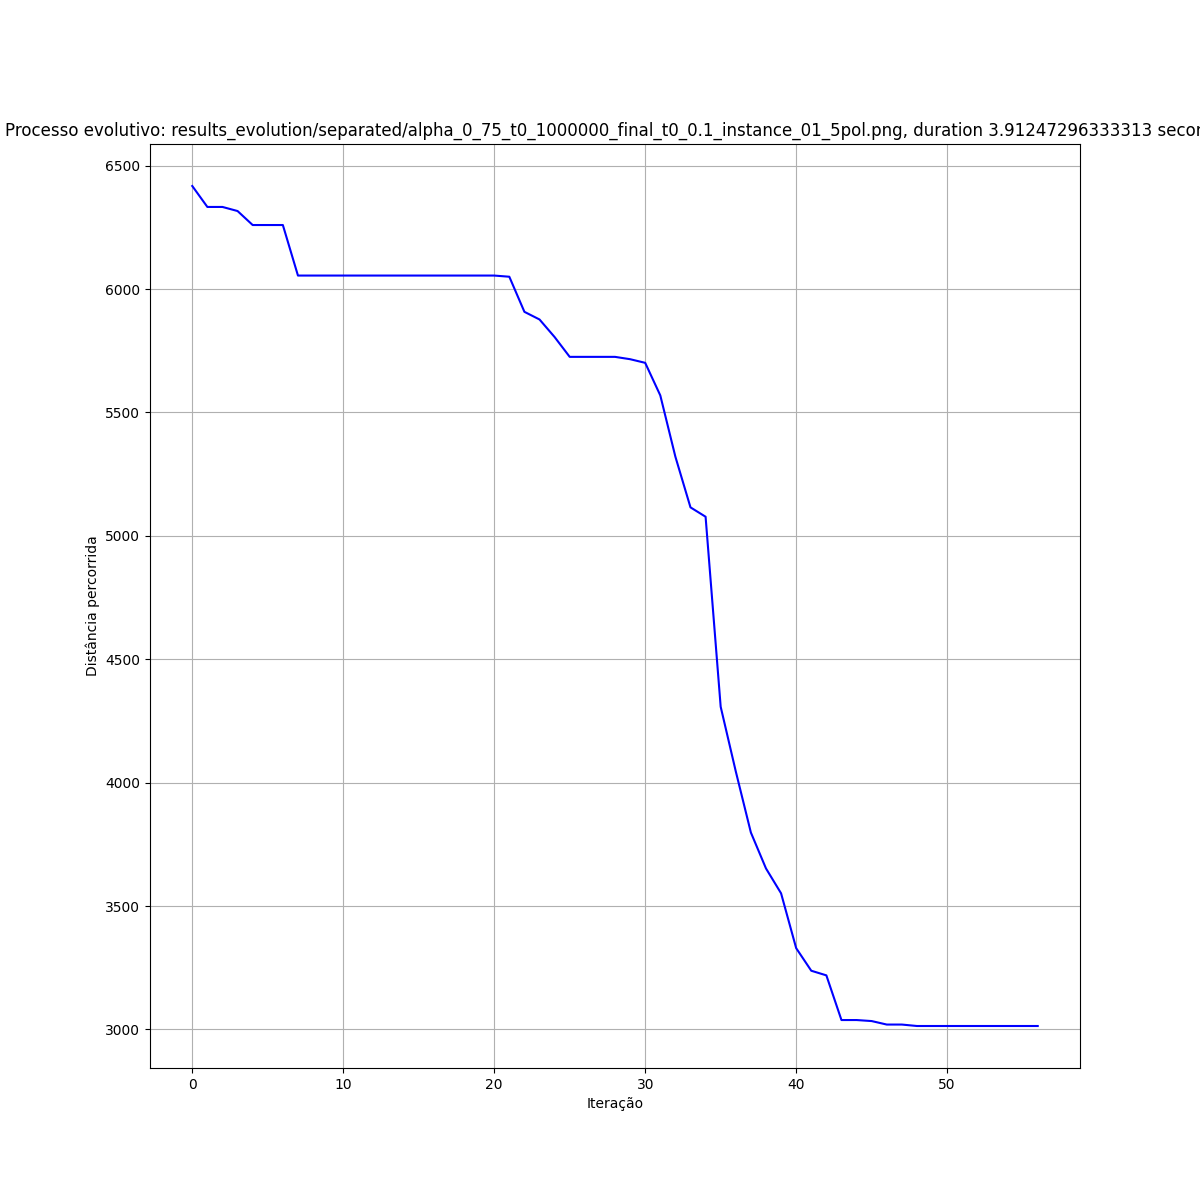 Processo evolutivo: results_evolution/separated/alpha_0_75_t0_1000000_final_t0_0.1_instance_01_5pol.png, duration 3.91247296333313
6500
6000
5500
5000
4500
4000
3500
3000
Distância percorrida
0 10 20 30 40 50
Iteração